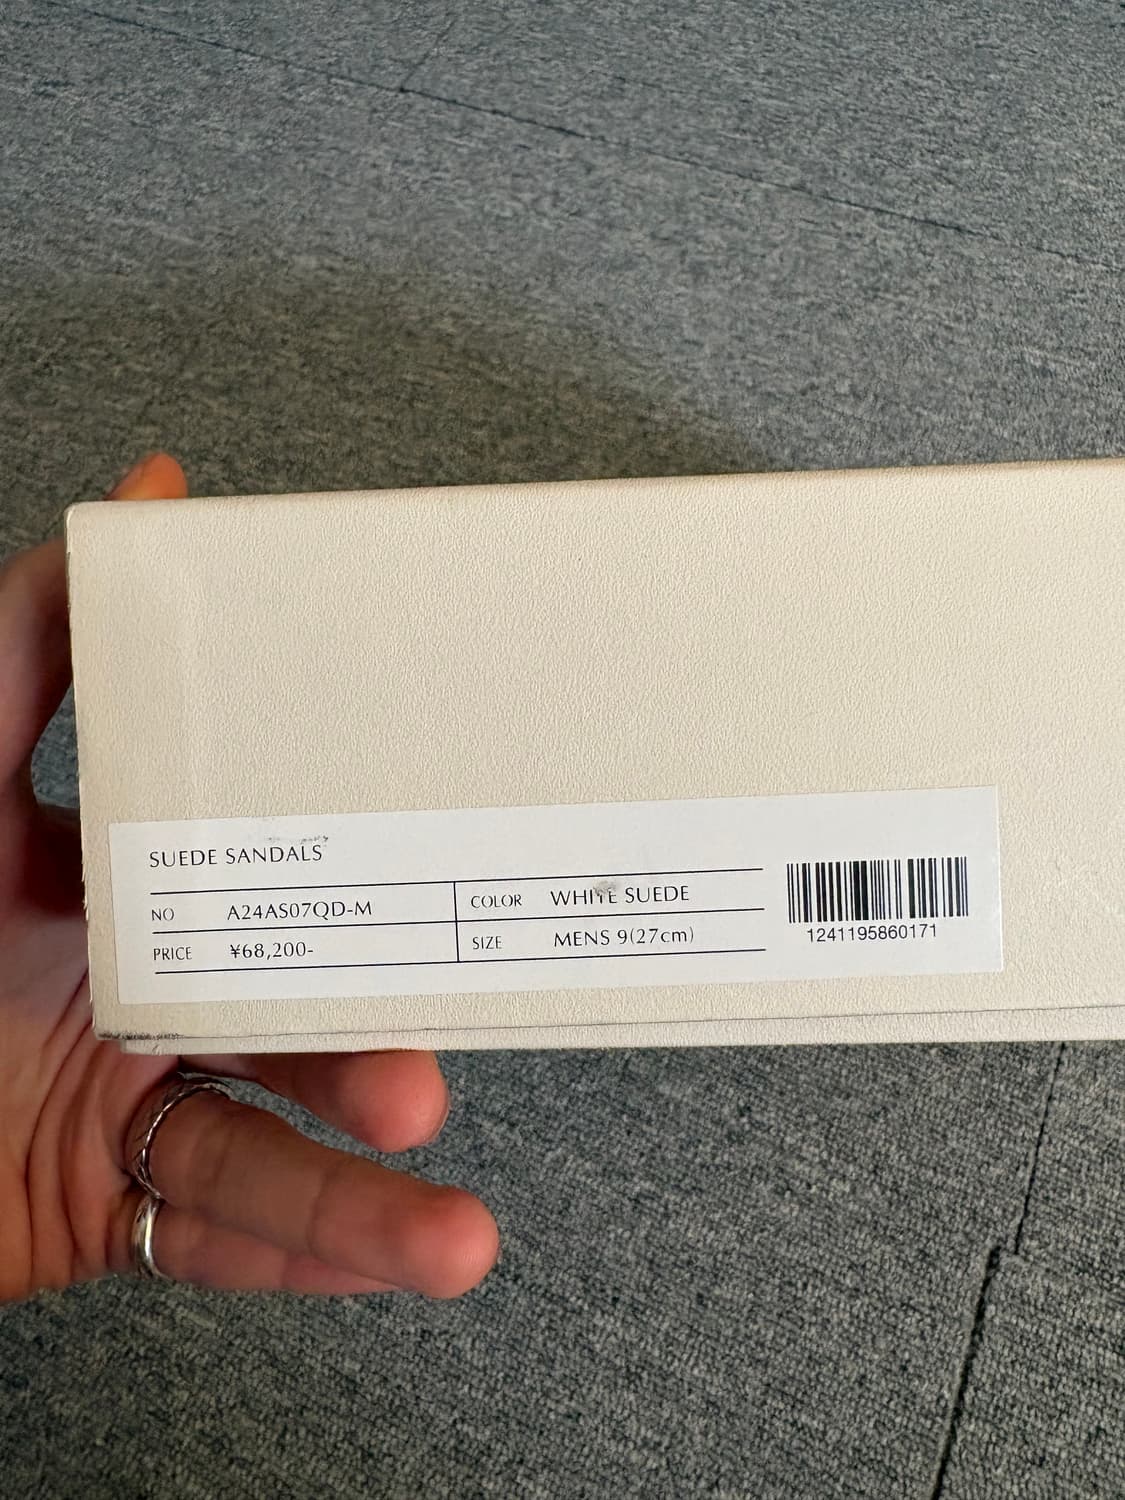 SUEDE SANDALS
NO A24AS07QD-M COLOR WHITE SUEDE
PRICE ¥68,200- SIZE MENS 9(27cm)
1241195860171